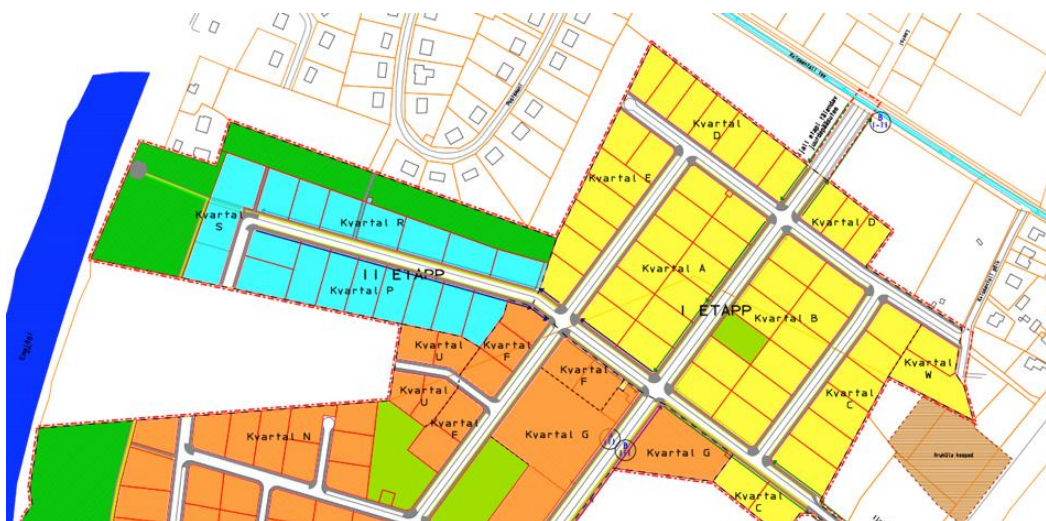 Kvartal
D
Kvartal E
Kvartal
D
Kvartal
S
Kvartal R
Kvartal A
II ETAPP
Kvartal P
I ETAPP
Kvartal B
Kvartal
U
Kvartal
F
Kvartal
F
Kvartal
W
Kvartal
U
Kvartal
F
Kvartal
C
Kvartal N
Kvartal G
Kvartal G
Kvartal
C